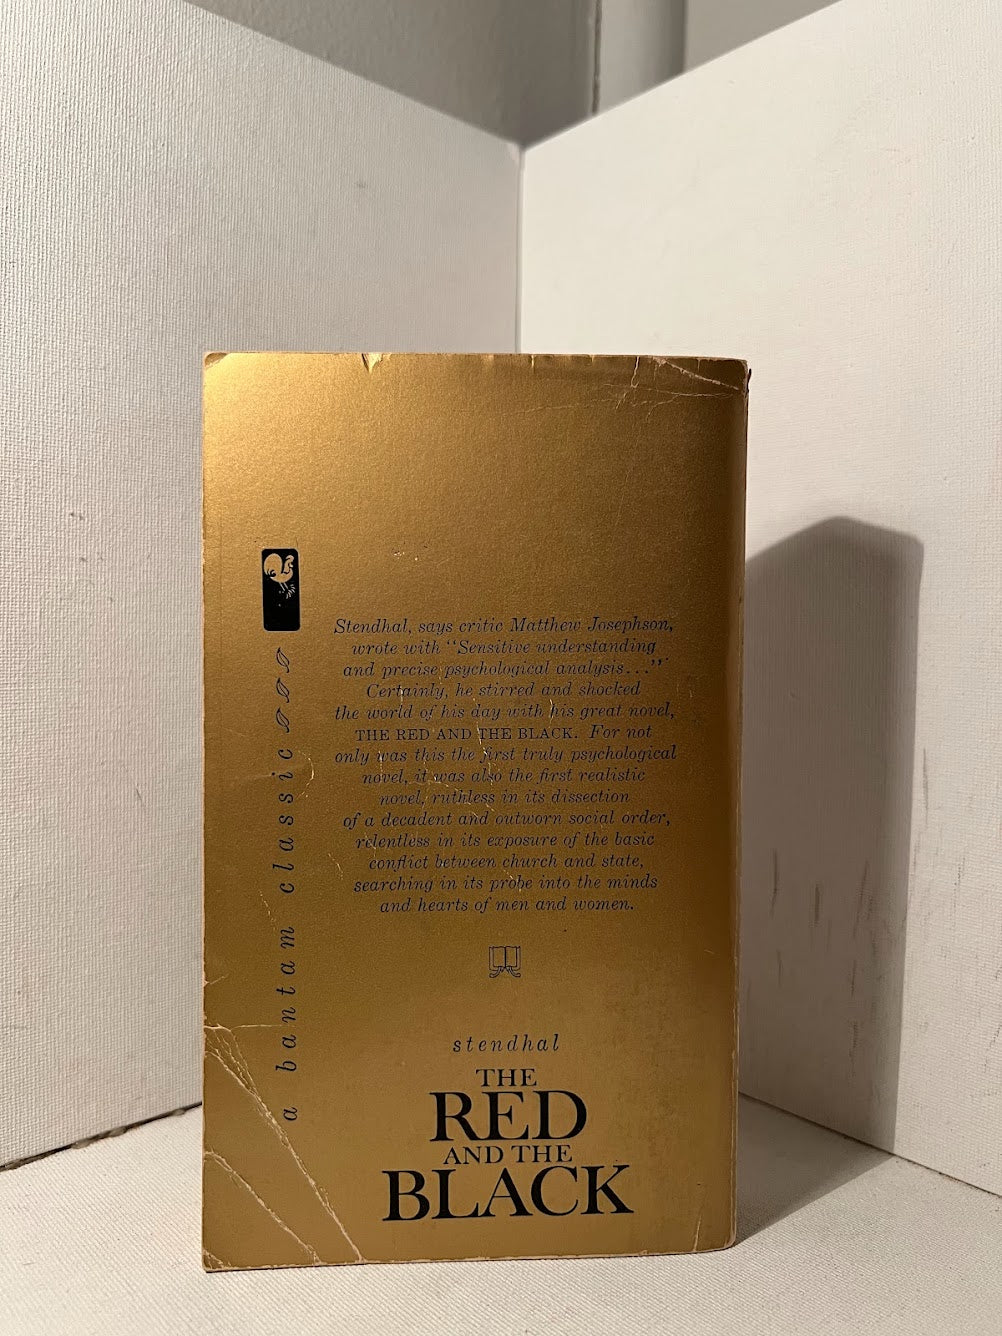 Stendhal, says critic Matthew Josephson,
wrote with "Sensitive understanding
and precise psychological analysis..."
Certainly, he stirred and shocked
the world of his day with his great novel,
THE RED AND THE BLACK. For not
only was this the first truly psychological
novel, it was also the first realistic
novel, ruthless in its dissection
of a decadent and outworn social order,
relentless in its exposure of the basic
conflict between church and state,
searching in its probe into the minds
and hearts of men and women.
a bantam classic
stendhal
THE
RED
AND THE
BLACK